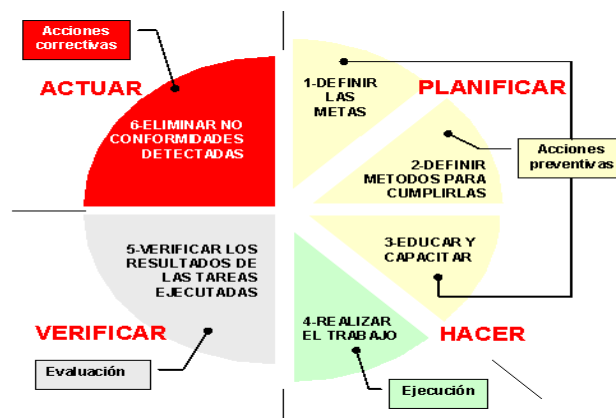 Acciones
correctivas
ACTUAR
6-ELIMINAR NO
CONFORMIDADES
DETECTADAS
1-DEFINIR
LAS
METAS
PLANIFICAR
2-DEFINIR
METODOS PARA
CUMPLIRLAS
Acciones
preventivas
3-EDUCAR Y
CAPACITAR
HACER
4-REALIZAR
EL TRABAJO
Ejecución
5-VERIFICAR LOS
RESULTADOS DE
LAS TAREAS
EJECUTADAS
VERIFICAR
Evaluación